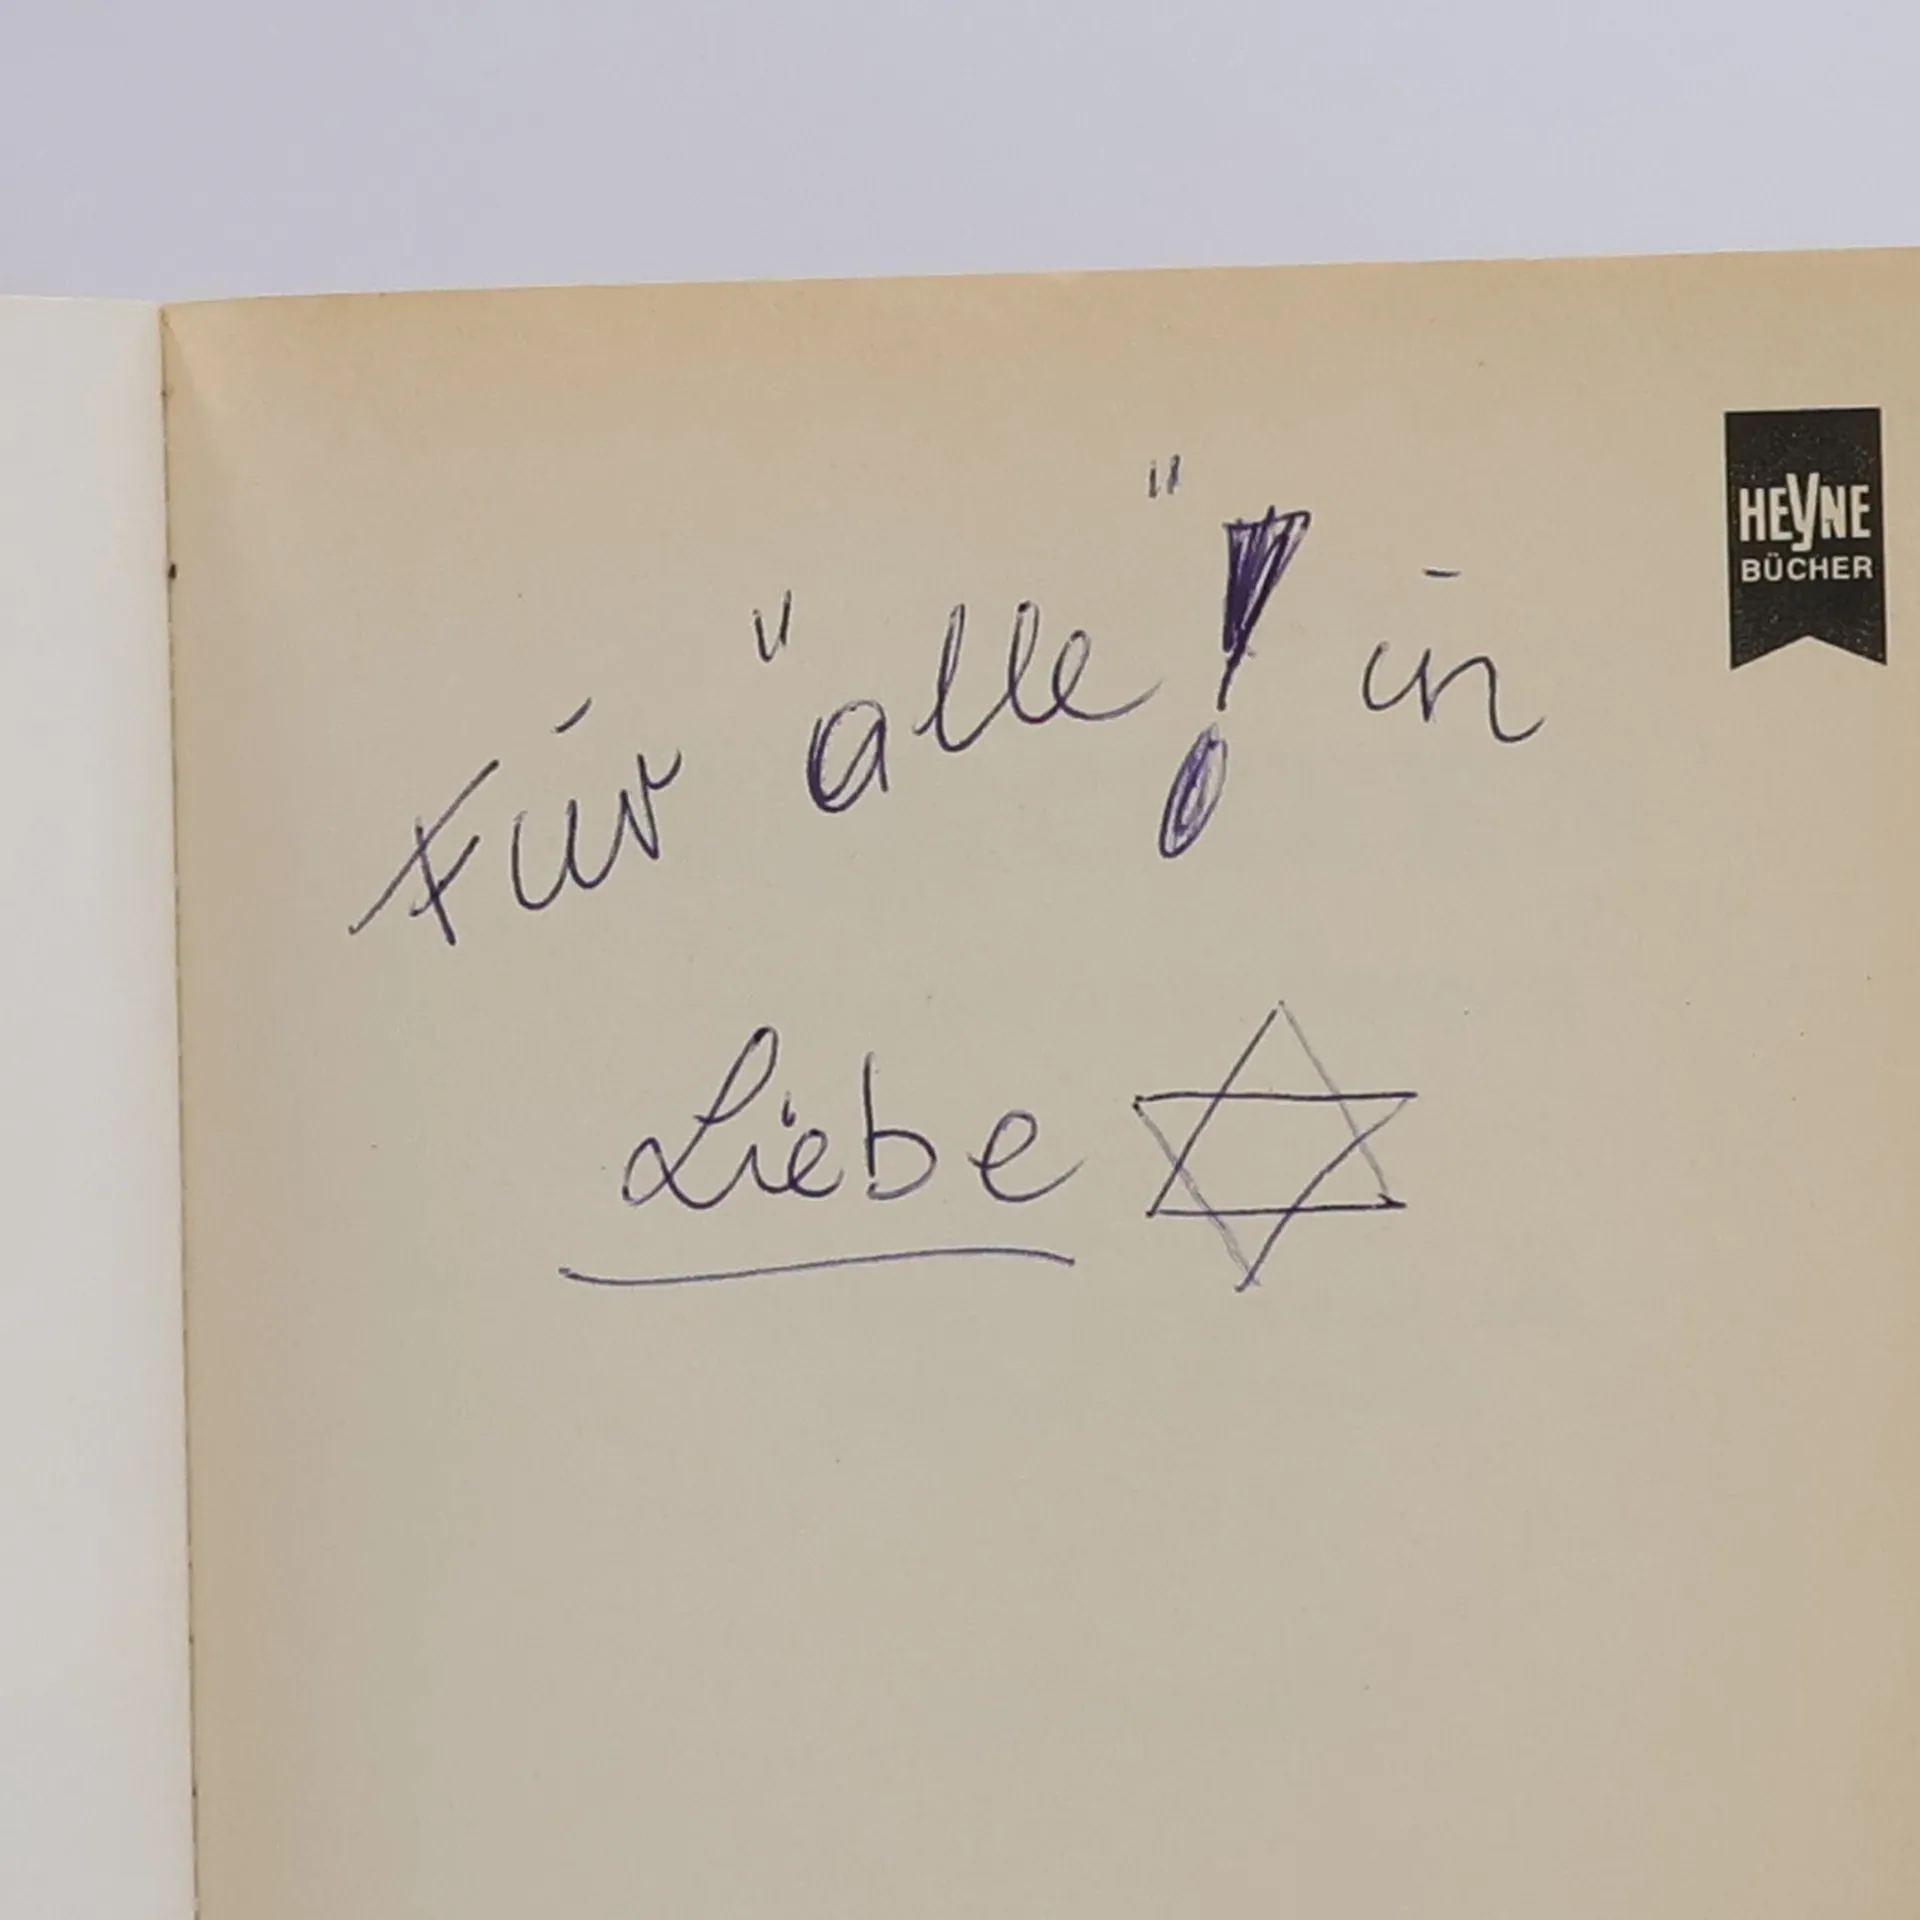 HEYNE
BÜCHER
Für "alle"! in
Liebe